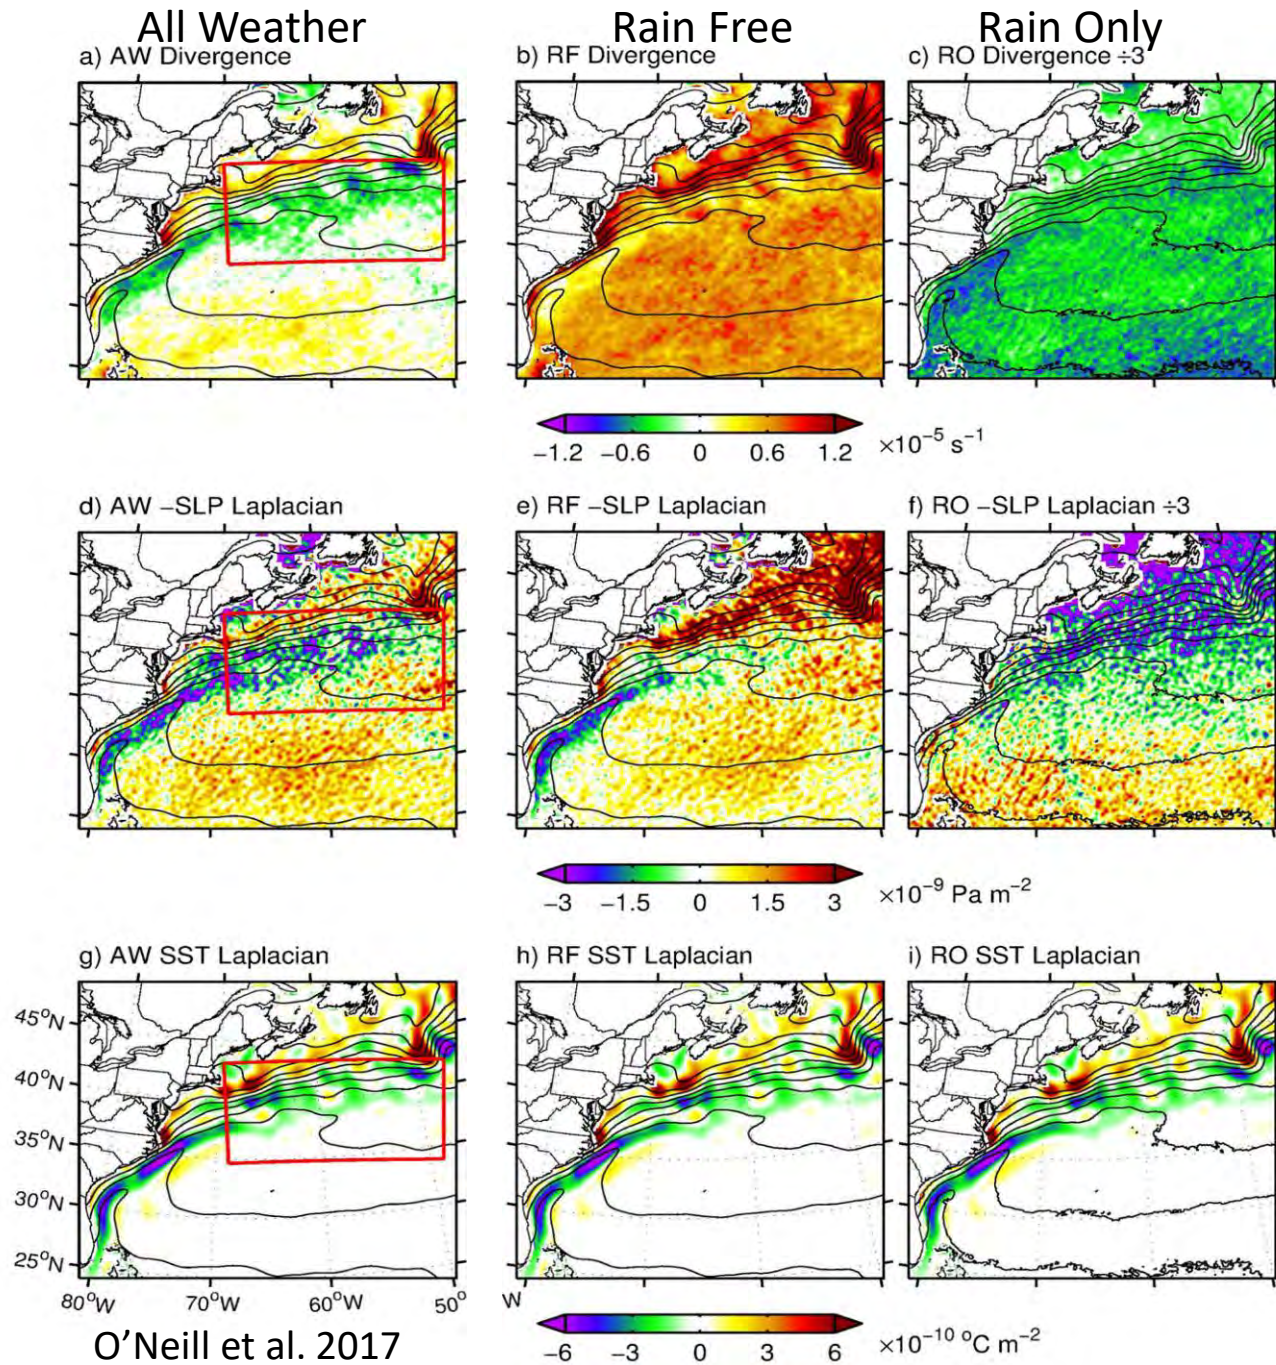 All Weather Rain Free Rain Only
a) AW Divergence b) RF Divergence c) RO Divergence ÷3
−1.2 −0.6 0 0.6 1.2 ×10⁻⁵ s⁻¹
d) AW −SLP Laplacian e) RF −SLP Laplacian f) RO −SLP Laplacian ÷3
−3 −1.5 0 1.5 3 ×10⁻⁹ Pa m⁻²
g) AW SST Laplacian h) RF SST Laplacian i) RO SST Laplacian
45°N
40°N
35°N
30°N
25°N
80°W 70°W 60°W 50° W
−6 −3 0 3 6 ×10⁻¹⁰ °C m⁻²
O’Neill et al. 2017